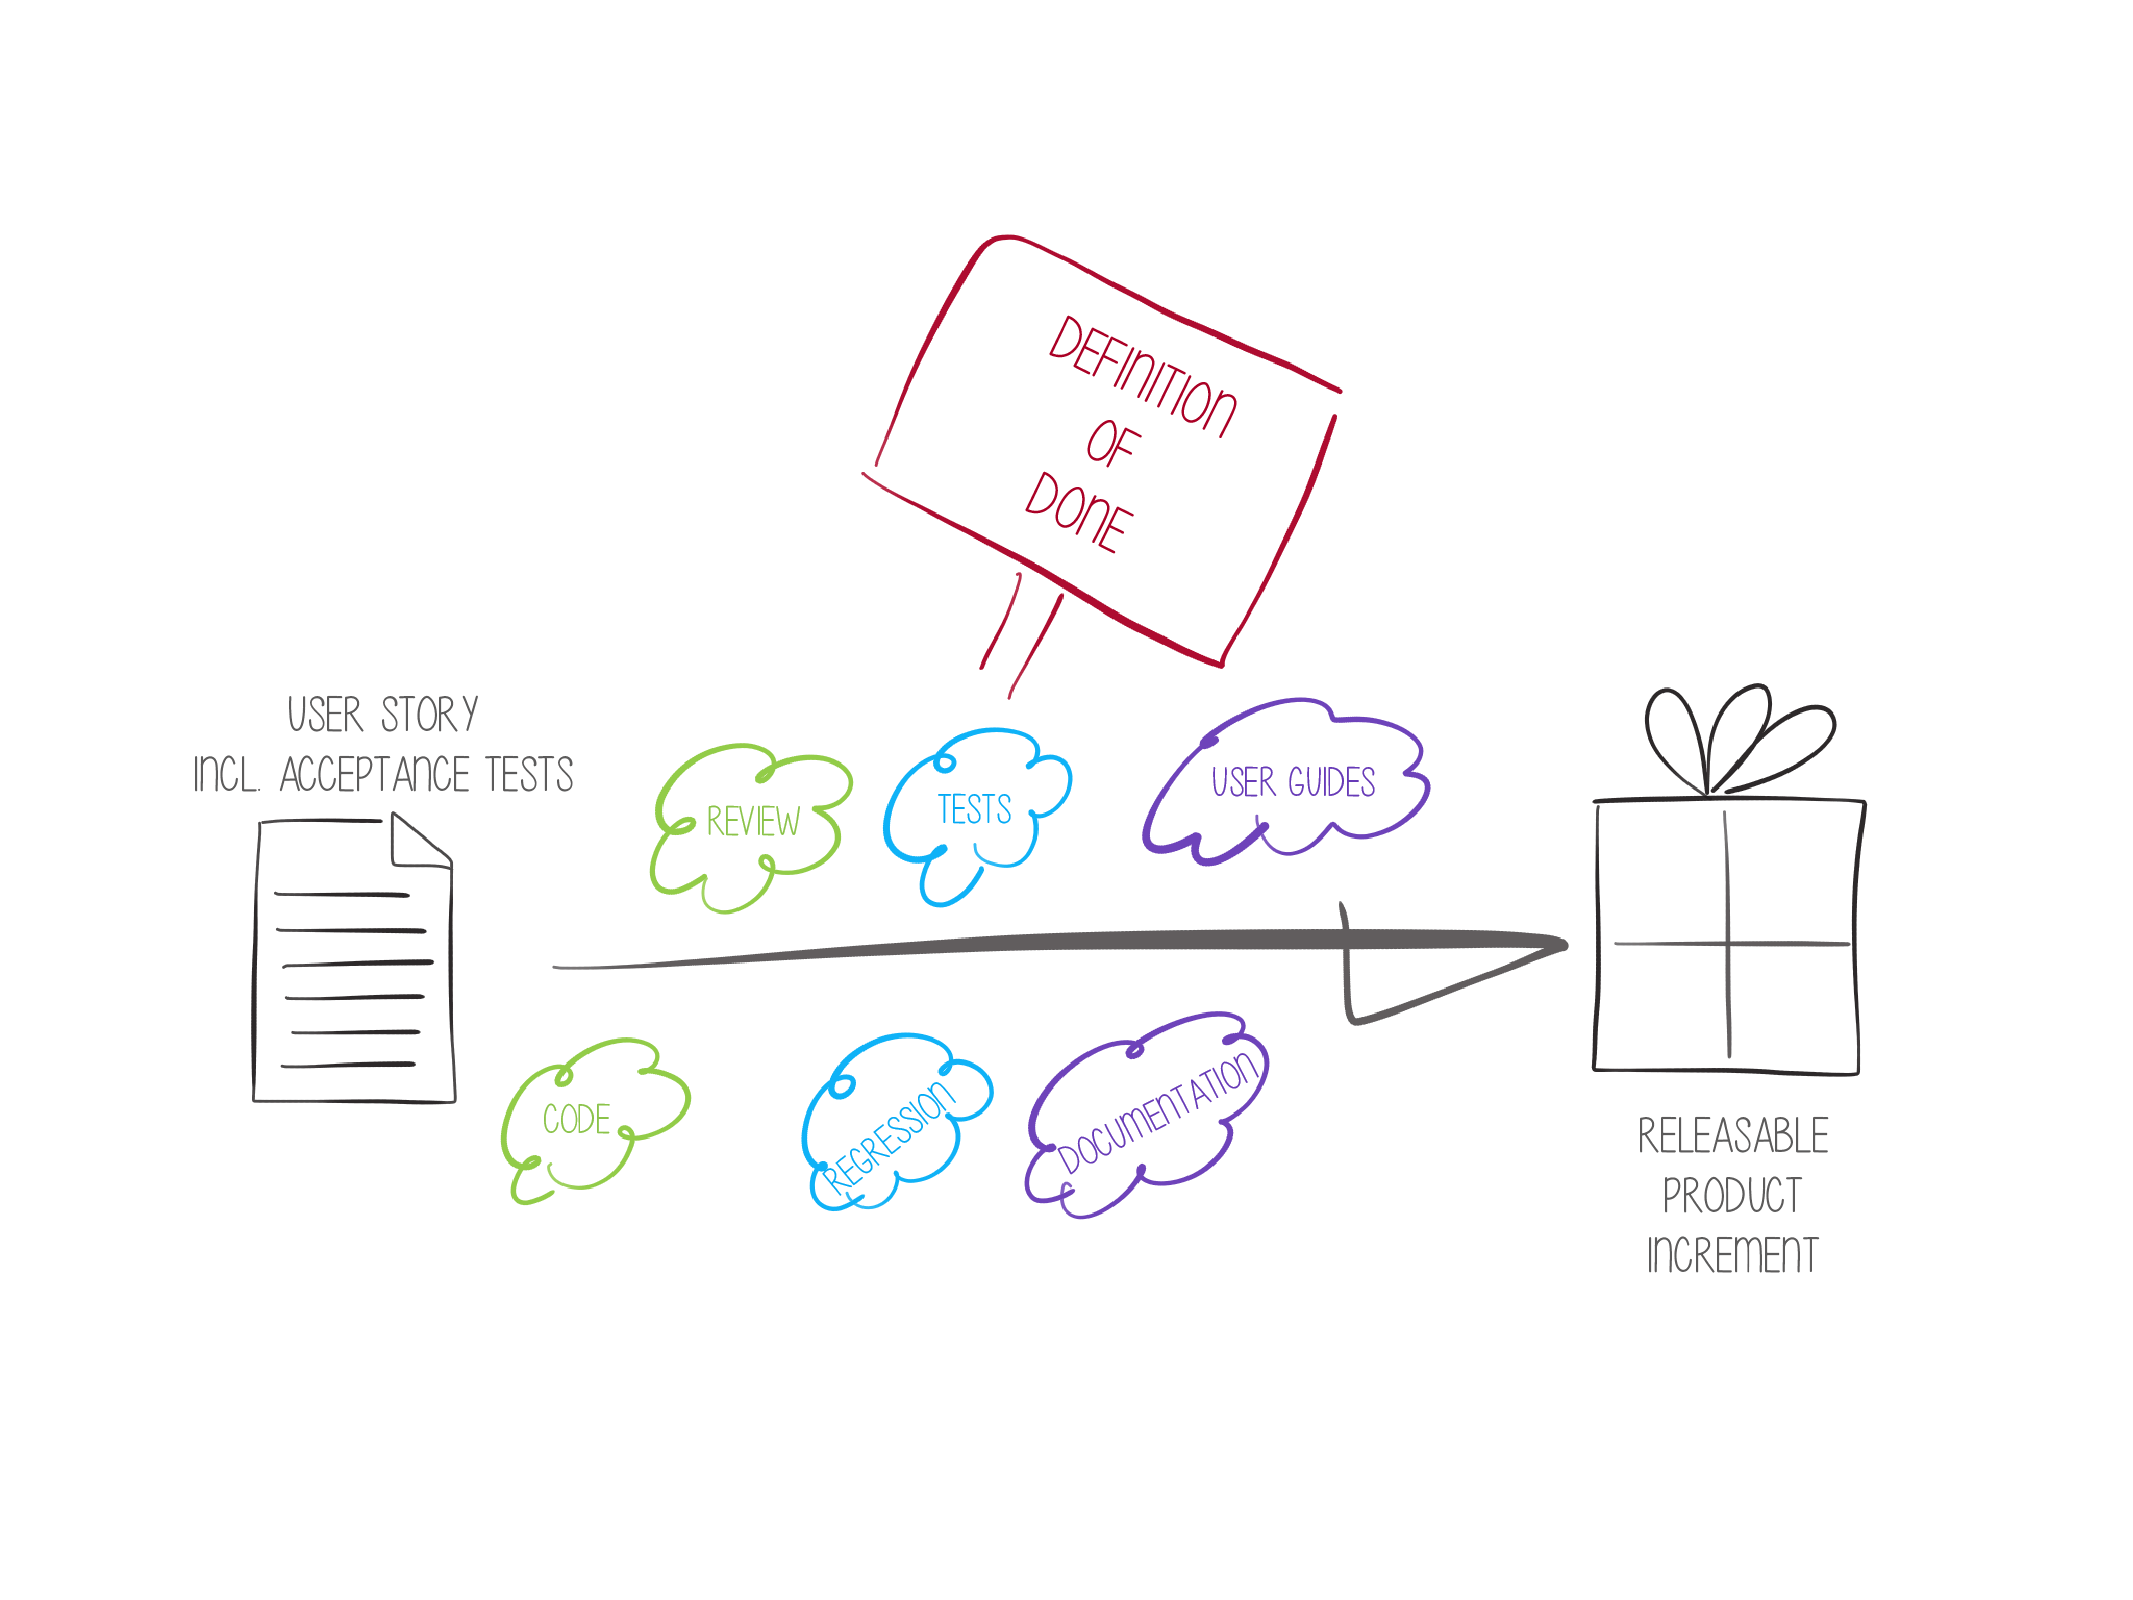 DEFINITION
OF
DONE
USER STORY
INCL. ACCEPTANCE TESTS
REVIEW
TESTS
USER GUIDES
CODE
REGRESSION
DOCUMENTATION
RELEASABLE
PRODUCT
INCREMENT